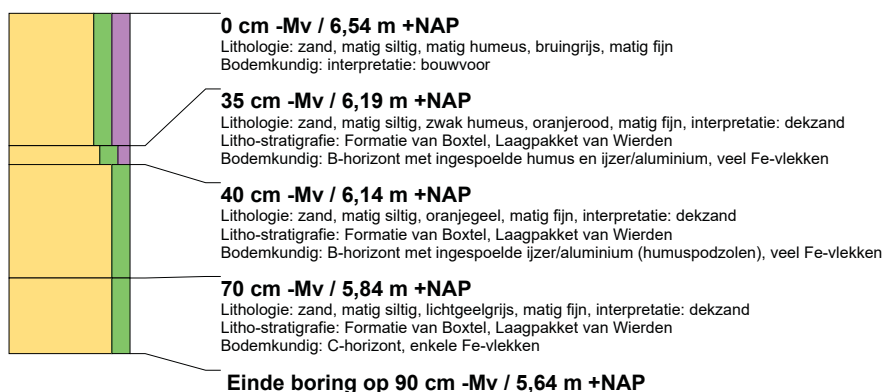 0 cm -Mv / 6,54 m +NAP
Lithologie: zand, matig siltig, matig humeus, bruingrijs, matig fijn
Bodemkundig: interpretatie: bouwvoor
35 cm -Mv / 6,19 m +NAP
Lithologie: zand, matig siltig, zwak humeus, oranjerood, matig fijn, interpretatie: dekzand
Litho-stratigrafie: Formatie van Boxtel, Laagpakket van Wierden
Bodemkundig: B-horizont met ingespoelde humus en ijzer/aluminium, veel Fe-vlekken
40 cm -Mv / 6,14 m +NAP
Lithologie: zand, matig siltig, oranjegeel, matig fijn, interpretatie: dekzand
Litho-stratigrafie: Formatie van Boxtel, Laagpakket van Wierden
Bodemkundig: B-horizont met ingespoelde ijzer/aluminium (humuspodzolen), veel Fe-vlekken
70 cm -Mv / 5,84 m +NAP
Lithologie: zand, matig siltig, lichtgeelgrijs, matig fijn, interpretatie: dekzand
Litho-stratigrafie: Formatie van Boxtel, Laagpakket van Wierden
Bodemkundig: C-horizont, enkele Fe-vlekken
Einde boring op 90 cm -Mv / 5,64 m +NAP